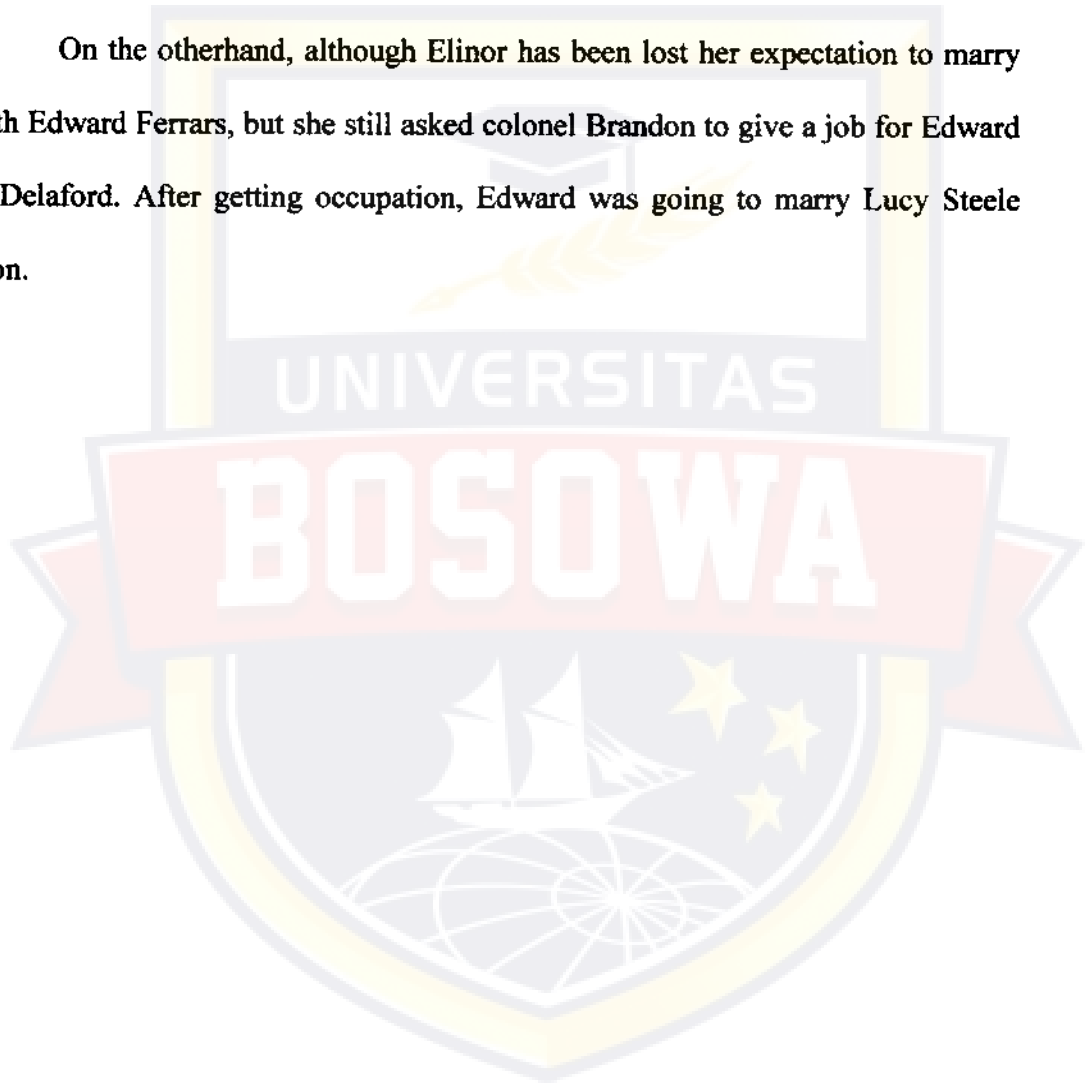 On the otherhand, although Elinor has been lost her expectation to marry
th Edward Ferrars, but she still asked colonel Brandon to give a job for Edward
Delaford. After getting occupation, Edward was going to marry Lucy Steele
on.
UNIVERSITAS
BOSOWA